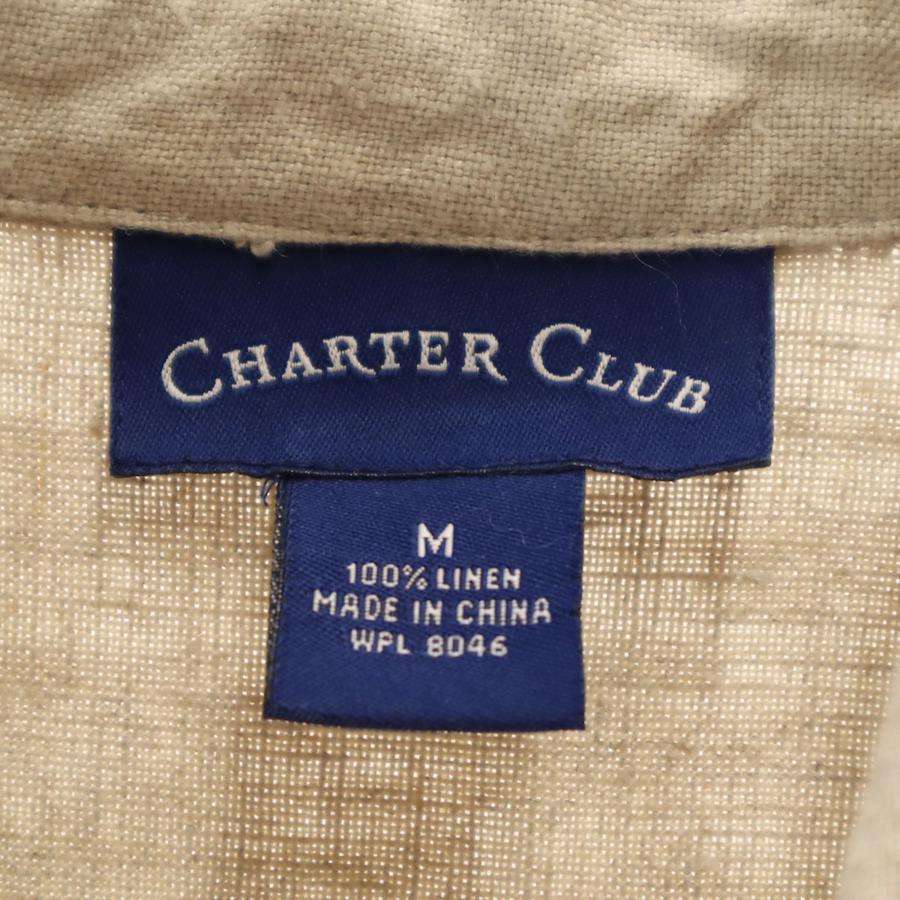 CHARTER CLUB
M
100% LINEN
MADE IN CHINA
WPL 8046